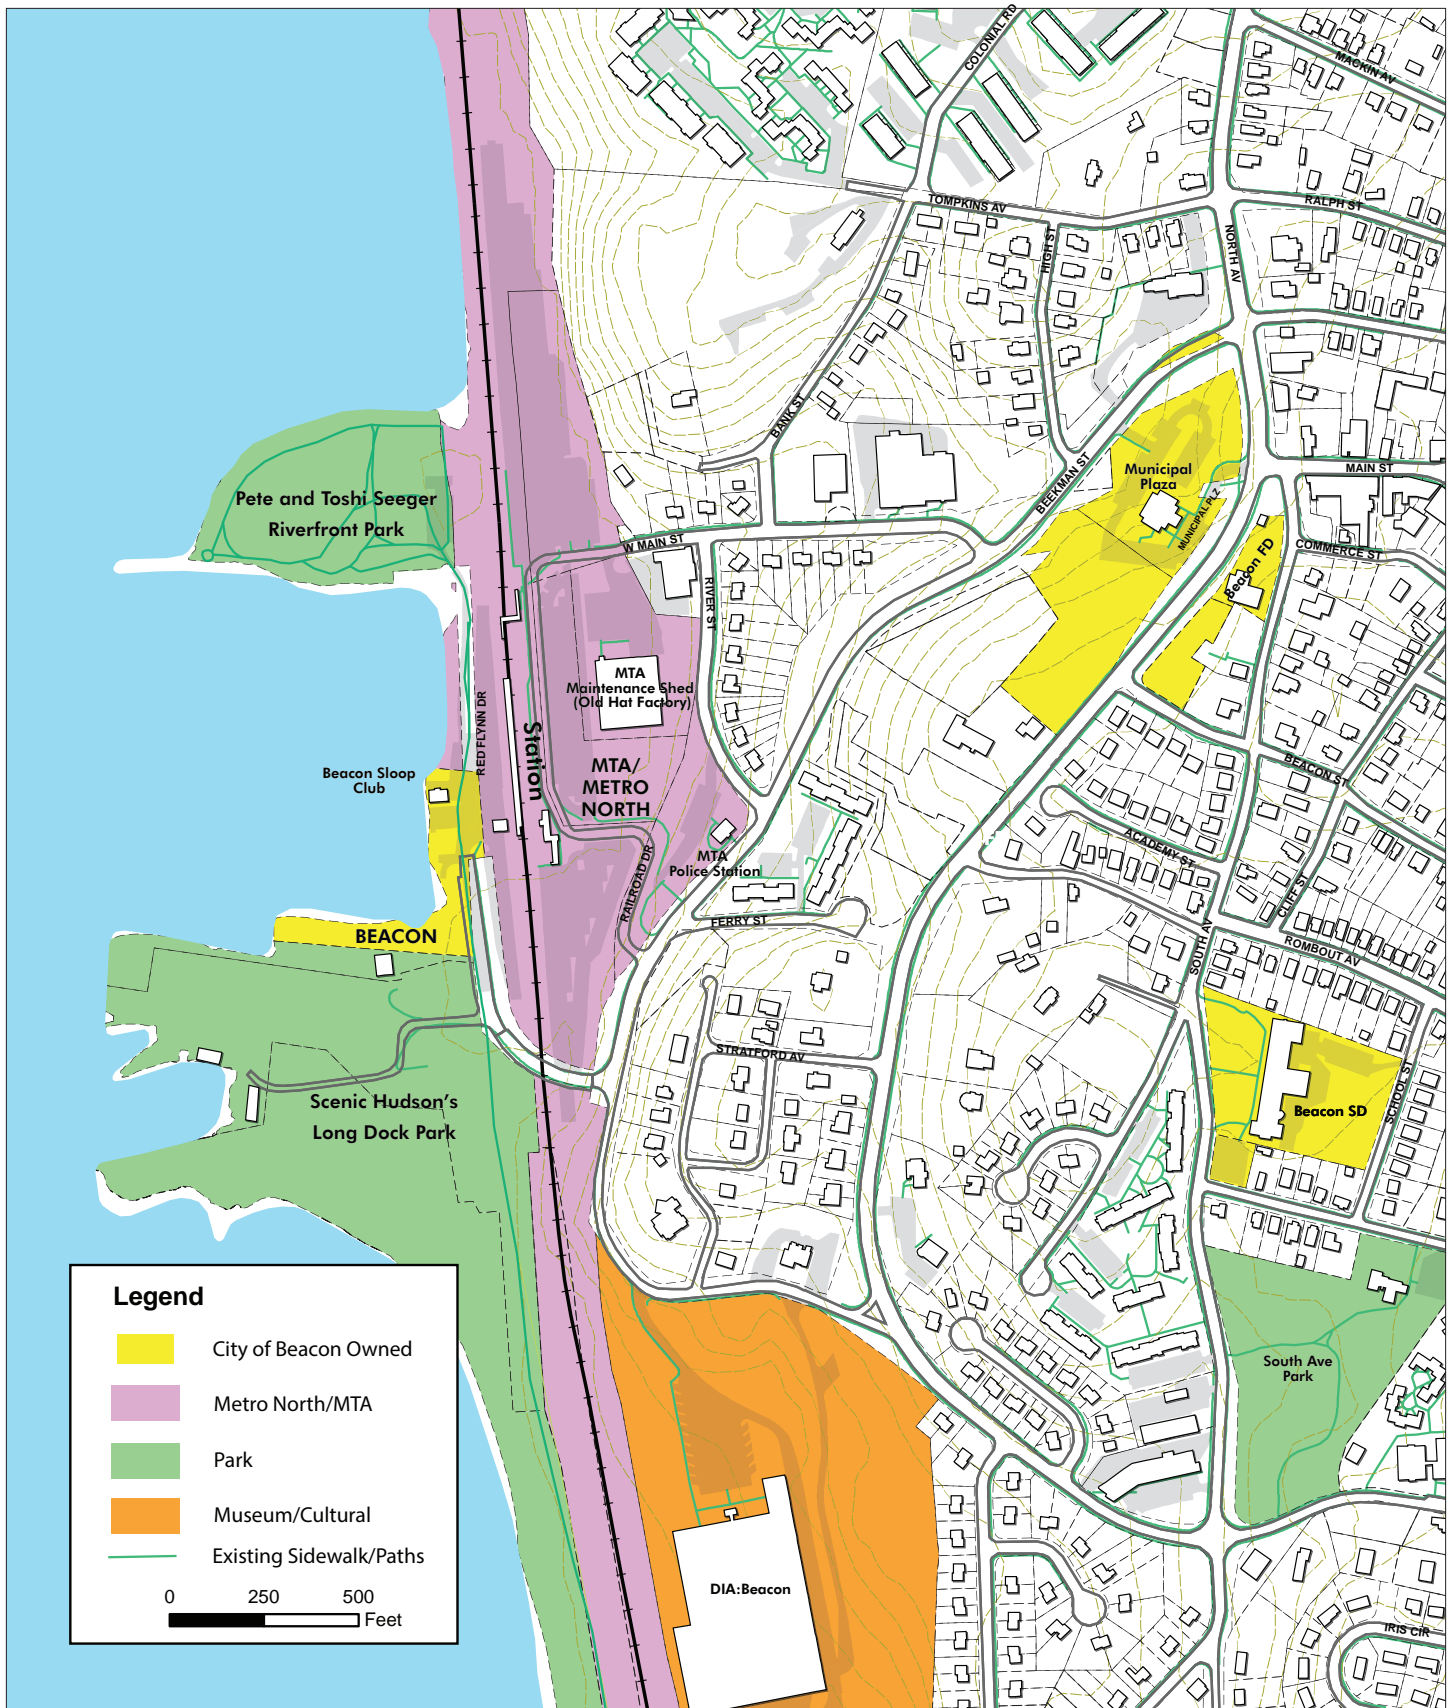 COLONIAL RD
MACKIN AV
TOMPKINS AV
RALPH ST
HIGH ST
NORTH AV
BANK ST
BEEKMAN ST
Municipal
Plaza
MUNICIPAL PLZ
MAIN ST
COMMERCE ST
Beacon FD
Pete and Toshi Seeger
Riverfront Park
W MAIN ST
RIVER ST
MTA
Maintenance Shed
(Old Hat Factory)
RED FLYNN DR
Station
MTA/
METRO
NORTH
Beacon Sloop
Club
BEACON ST
ACADEMY ST
MTA
Police Station
RAILROAD DR
FERRY ST
CLIFF ST
SOUTH AV
ROMBOUT AV
BEACON
STRATFORD AV
SCHOOL ST
Beacon SD
Scenic Hudson's
Long Dock Park
South Ave
Park
DIA:Beacon
IRIS CIR
Legend
City of Beacon Owned
Metro North/MTA
Park
Museum/Cultural
Existing Sidewalk/Paths
0 250 500
Feet